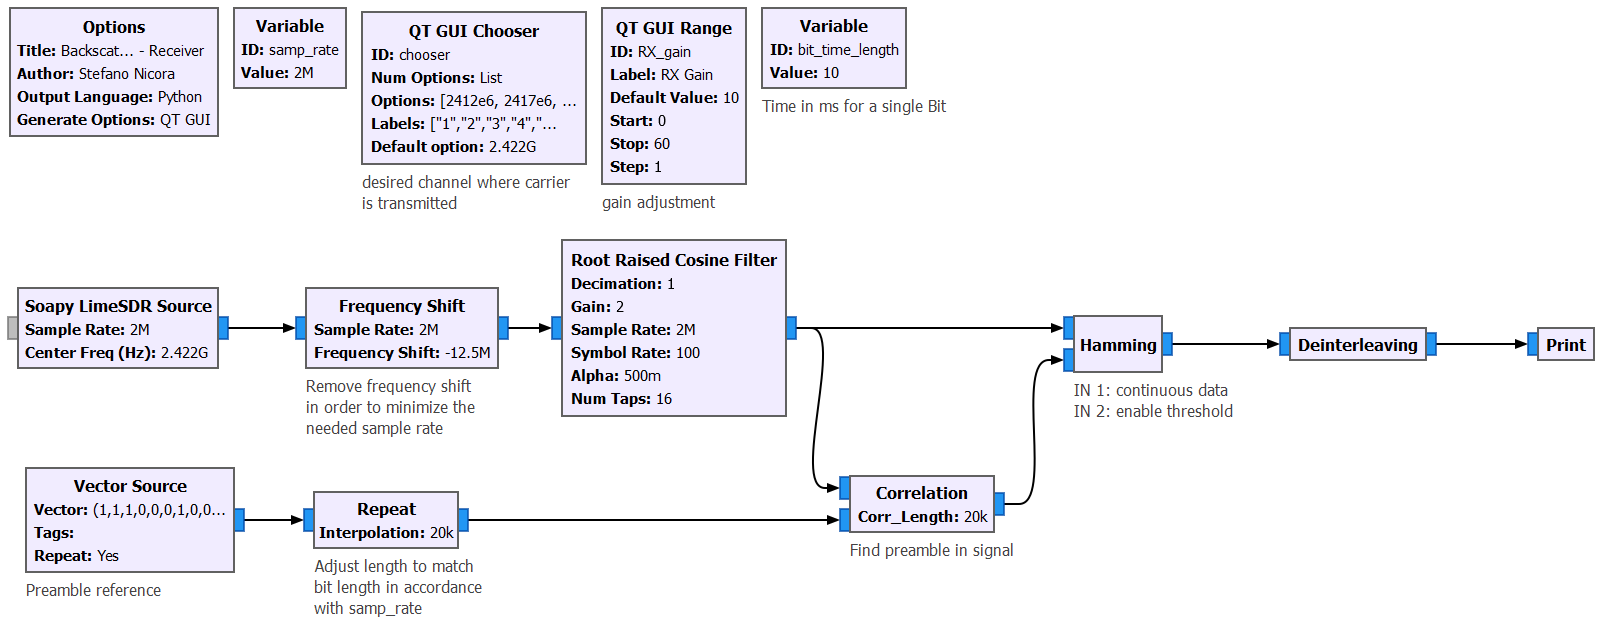 Options
Title: Backscat... - Receiver
Author: Stefano Nicora
Output Language: Python
Generate Options: QT GUI
Variable
ID: samp_rate
Value: 2M
QT GUI Chooser
ID: chooser
Num Options: List
Options: [2412e6, 2417e6, ...
Labels: ["1","2","3","4","...
Default option: 2.422G
desired channel where carrier
is transmitted
QT GUI Range
ID: RX_gain
Label: RX Gain
Default Value: 10
Start: 0
Stop: 60
Step: 1
gain adjustment
Variable
ID: bit_time_length
Value: 10
Time in ms for a single Bit
Soapy LimeSDR Source
Sample Rate: 2M
Center Freq (Hz): 2.422G
Frequency Shift
Sample Rate: 2M
Frequency Shift: -12.5M
Remove frequency shift
in order to minimize the
needed sample rate
Root Raised Cosine Filter
Decimation: 1
Gain: 2
Sample Rate: 2M
Symbol Rate: 100
Alpha: 500m
Num Taps: 16
Hamming
IN 1: continuous data
IN 2: enable threshold
Deinterleaving
Print
Vector Source
Vector: (1,1,1,0,0,0,1,0,0...
Tags:
Repeat: Yes
Preamble reference
Repeat
Interpolation: 20k
Adjust length to match
bit length in accordance
with samp_rate
Correlation
Corr_Length: 20k
Find preamble in signal